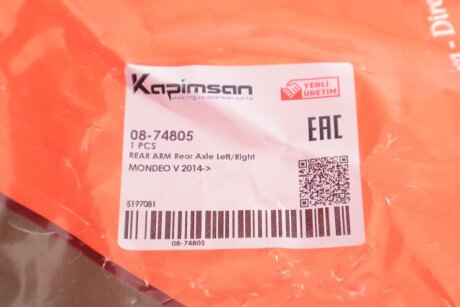 Kapimsan
steering & suspension parts
YERLİ
ÜRETİM
08-74805
1 PCS
REAR ARM Rear Axle Left/Right
MONDEO V 2014->
EAC
5197081
08-74805
- Dire